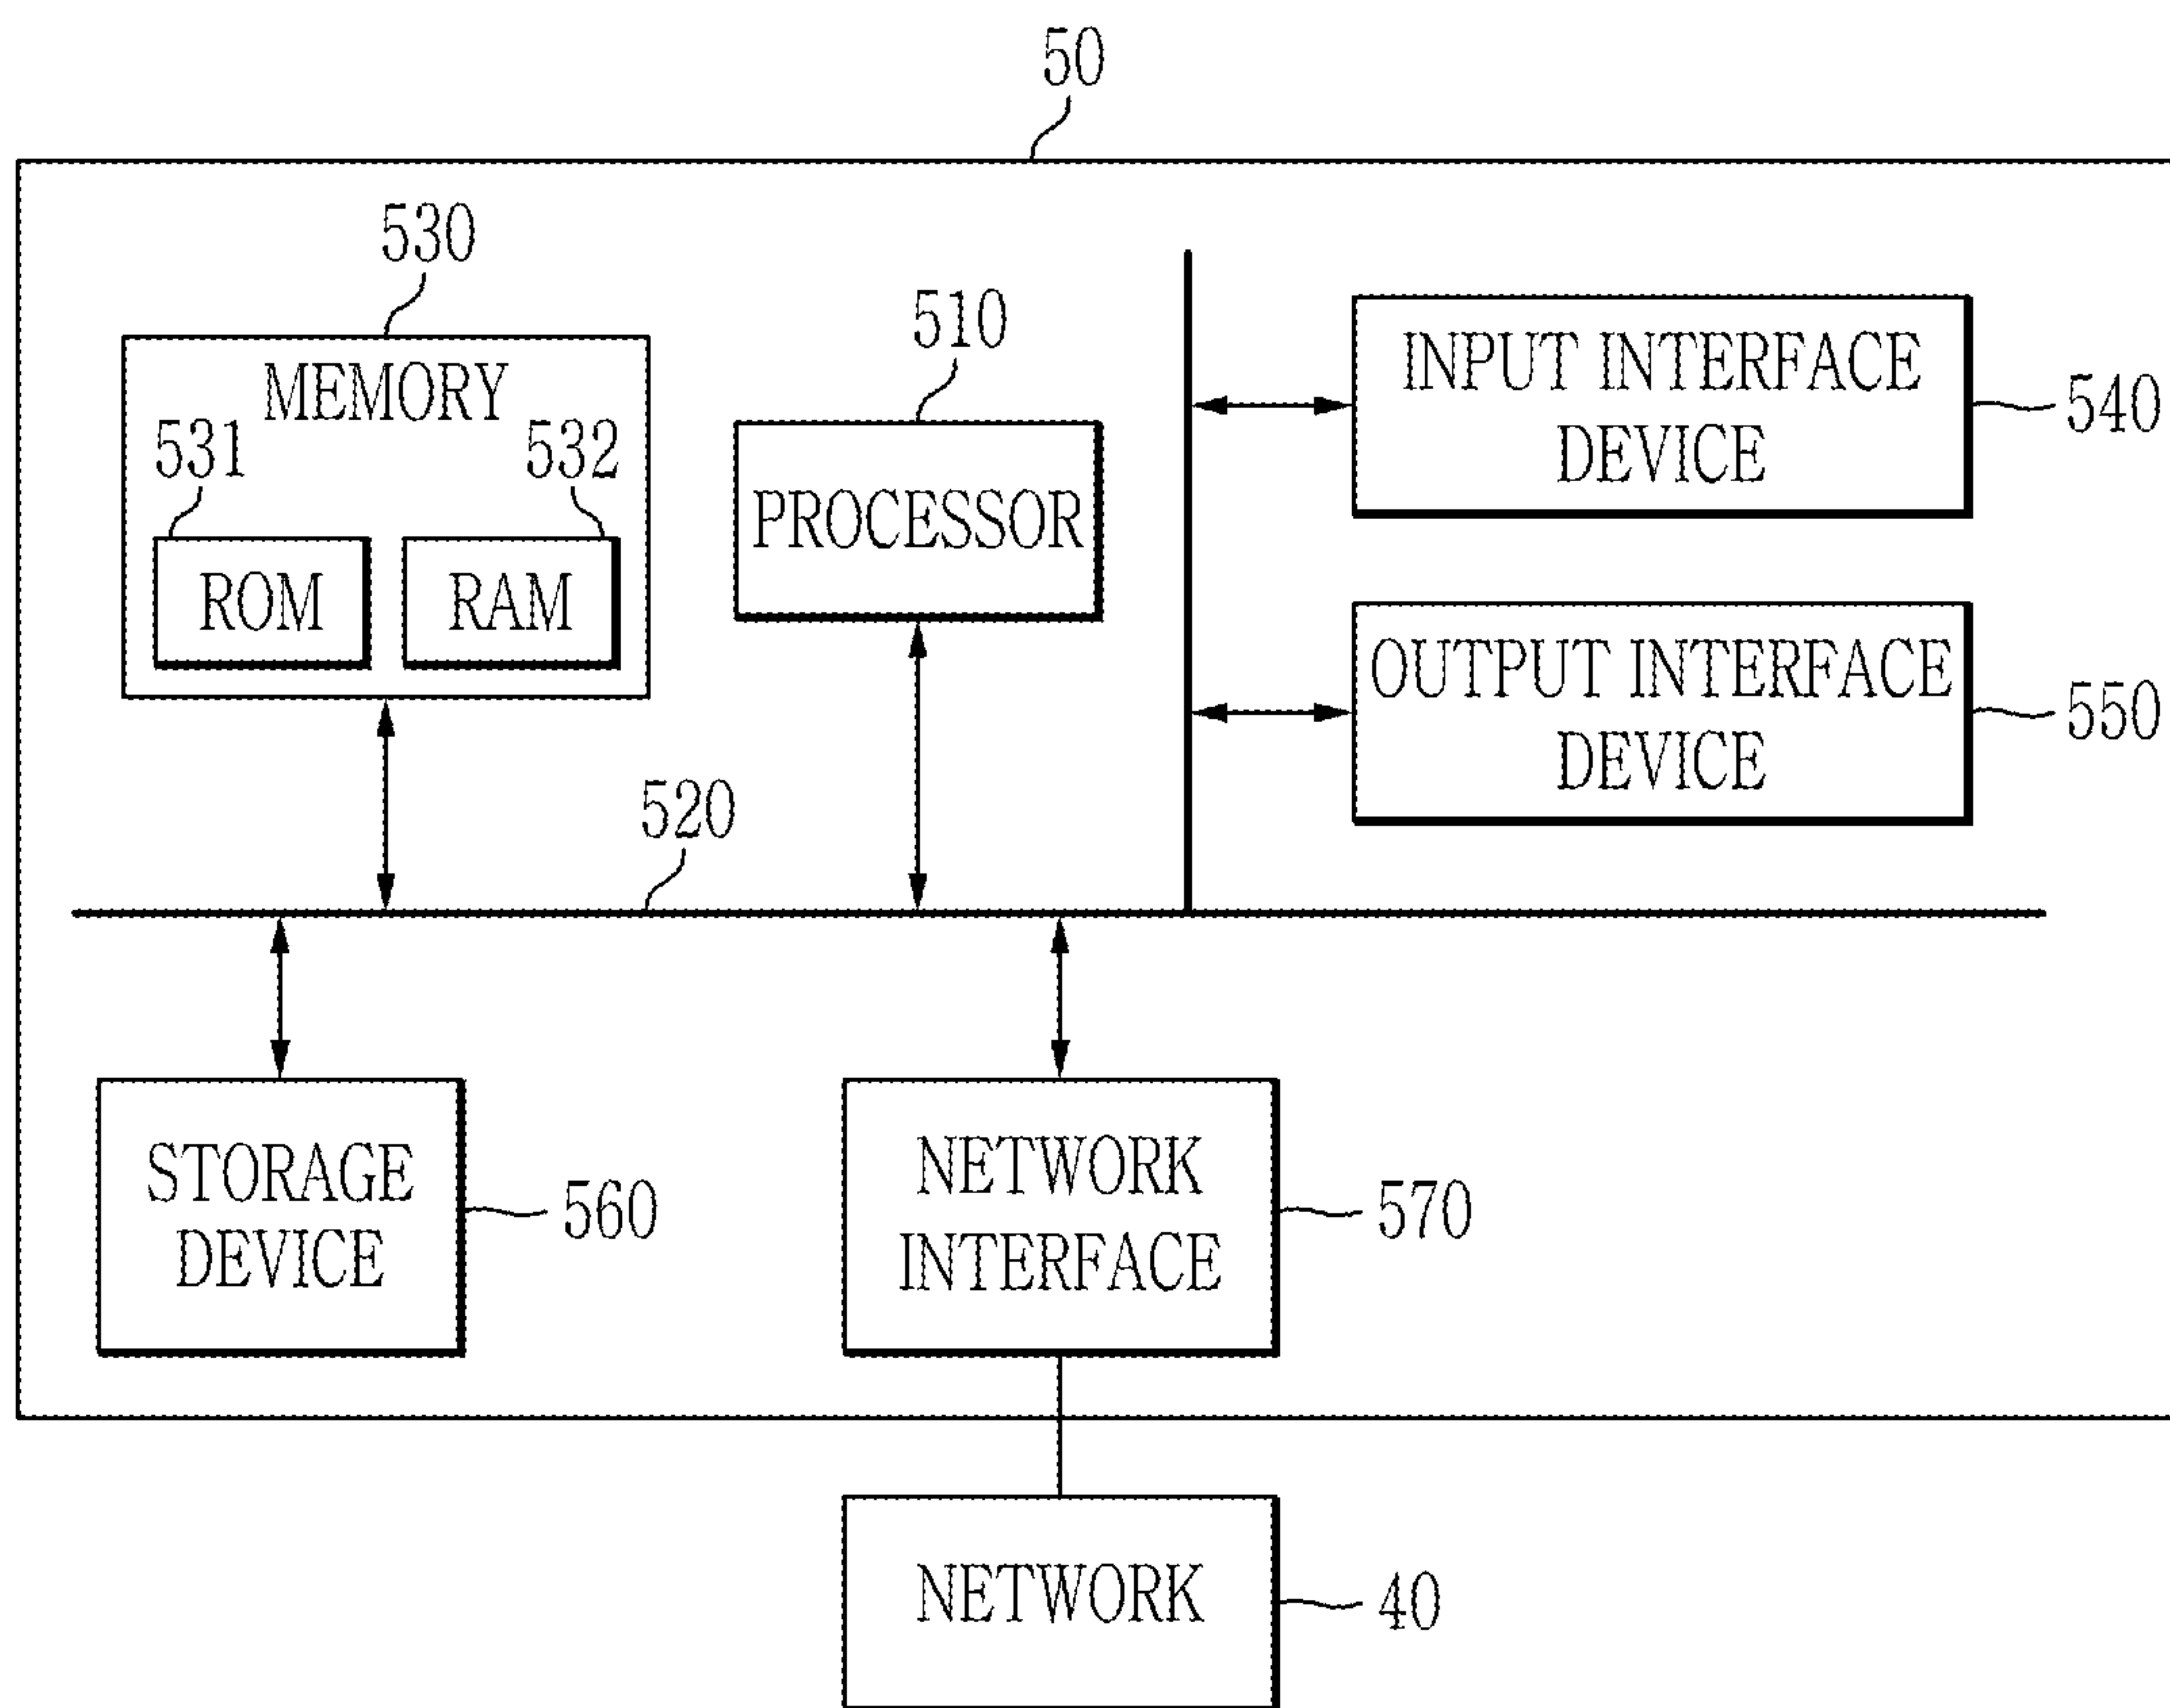 50
530
510
MEMORY
INPUT INTERFACE
DEVICE
540
531
532
PROCESSOR
ROM
RAM
OUTPUT INTERFACE
DEVICE
550
520
STORAGE
DEVICE
560
NETWORK
INTERFACE
570
NETWORK
40